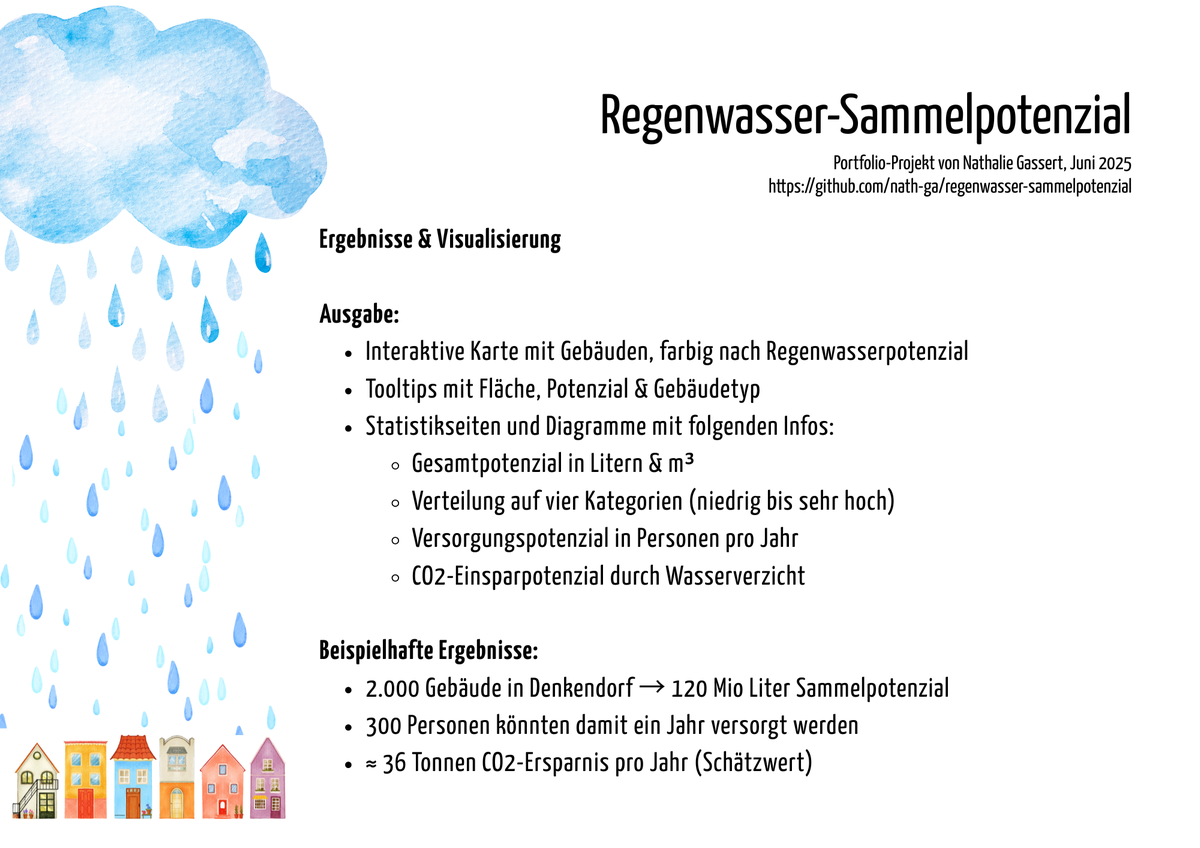 Regenwasser-Sammelpotenzial
Portfolio-Projekt von Nathalie Gassert, Juni 2025
https://github.com/nath-ga/regenwasser-sammelpotenzial
Ergebnisse & Visualisierung
Ausgabe:
• Interaktive Karte mit Gebäuden, farbig nach Regenwasserpotenzial
• Tooltips mit Fläche, Potenzial & Gebäudetyp
• Statistikseiten und Diagramme mit folgenden Infos:
◦ Gesamtpotenzial in Litern & m³
◦ Verteilung auf vier Kategorien (niedrig bis sehr hoch)
◦ Versorgungspotenzial in Personen pro Jahr
◦ CO2-Einsparpotenzial durch Wasserverzicht
Beispielhafte Ergebnisse:
• 2.000 Gebäude in Denkendorf → 120 Mio Liter Sammelpotenzial
• 300 Personen könnten damit ein Jahr versorgt werden
• ≈ 36 Tonnen CO2-Ersparnis pro Jahr (Schätzwert)